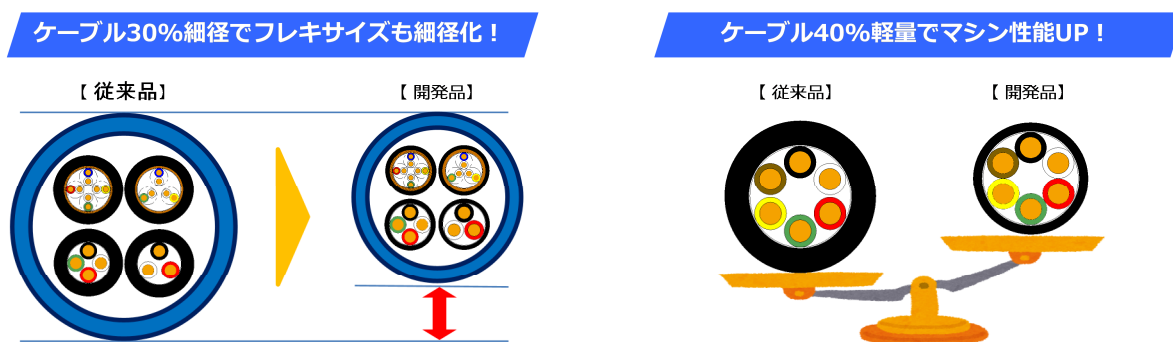 ケーブル30%細径でフレキサイズも細径化！
ケーブル40%軽量でマシン性能UP！
【 従来品】
【 開発品】
【 従来品】
【 開発品】